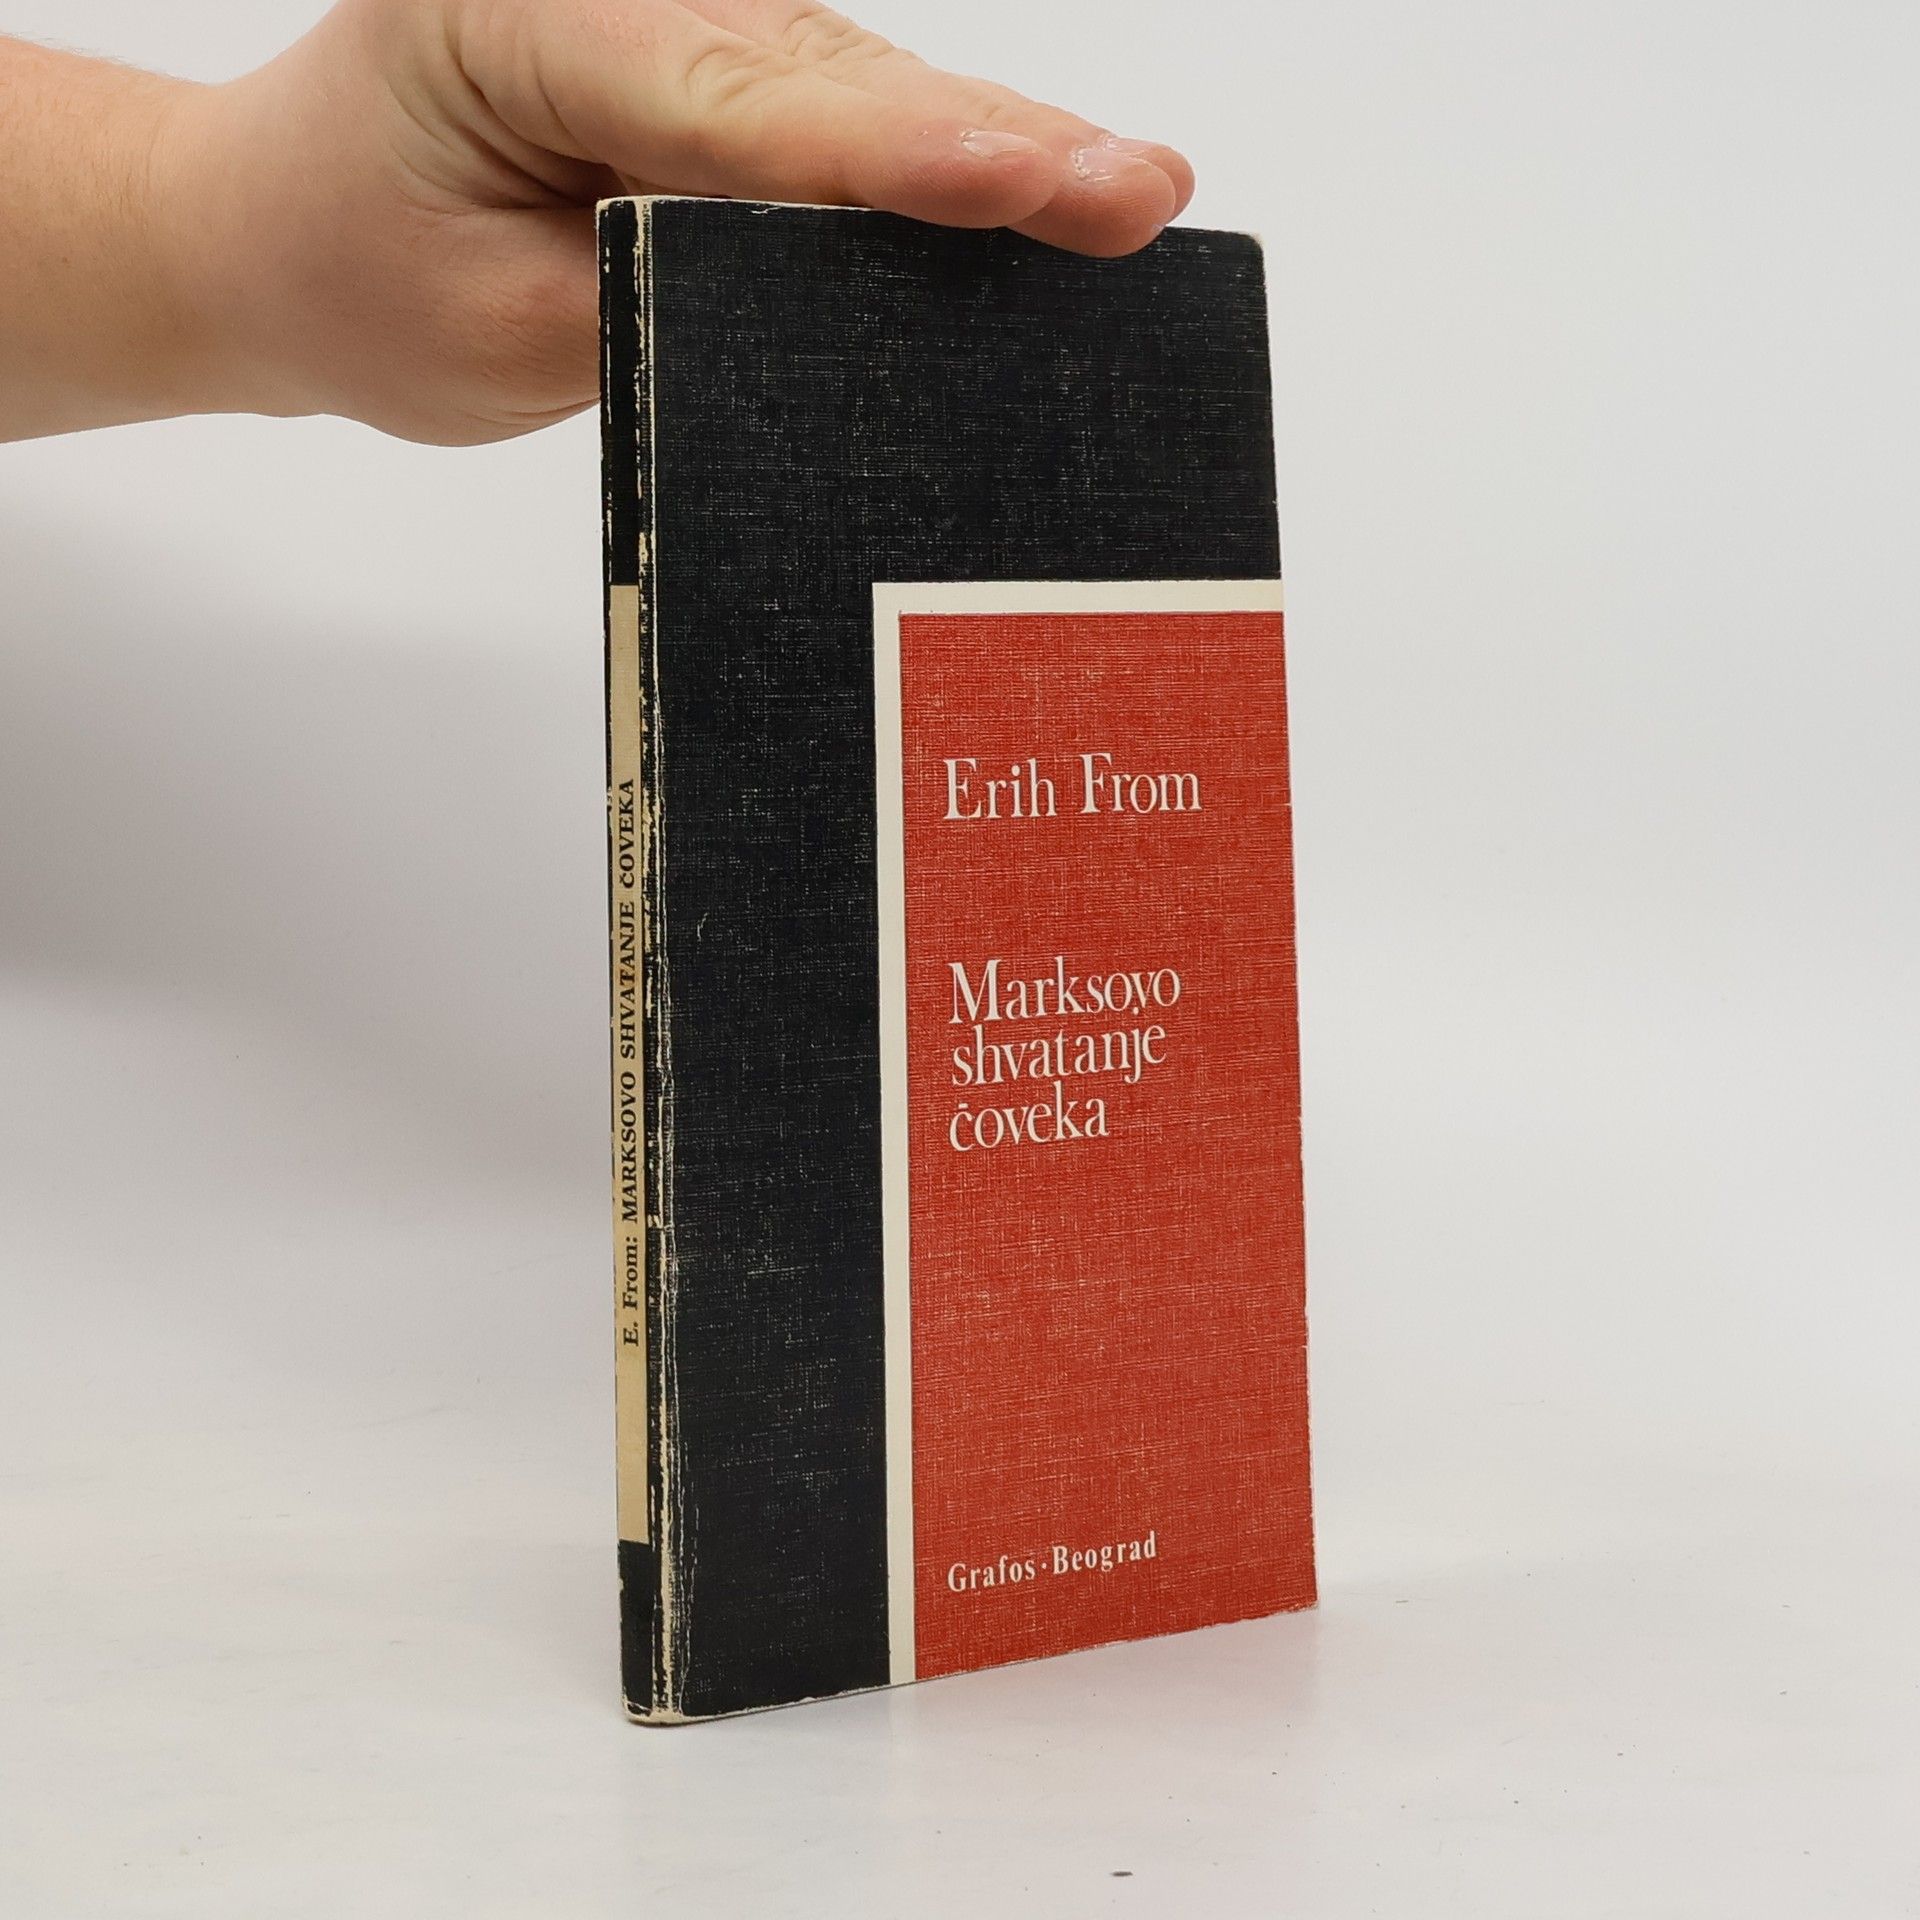 E. From: MARKSOVO SHVATANJE ČOVEKA
Erih From
Marksovo
shvatanje
čoveka
Grafos·Beograd